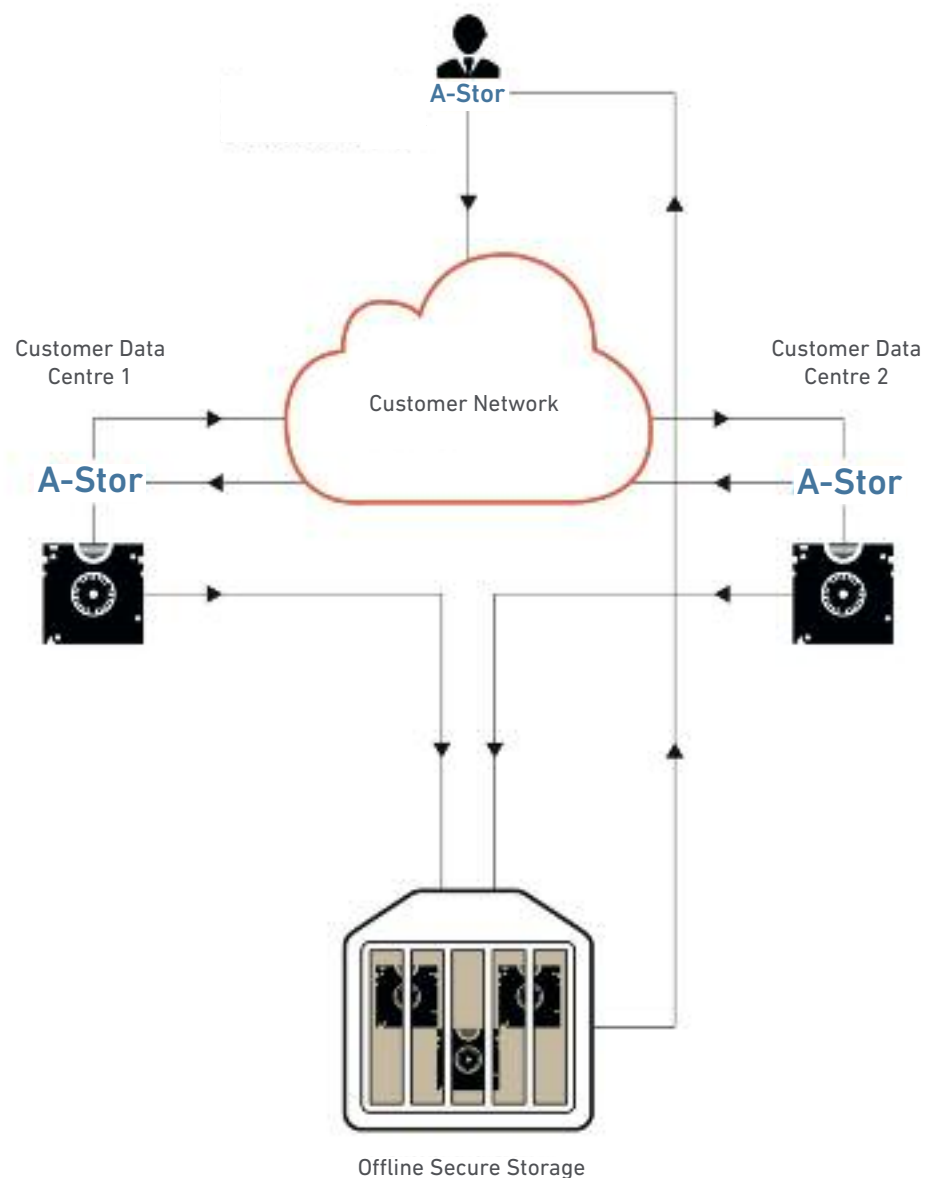 A-Stor
Customer Data
Centre 1
Customer Data
Centre 2
Customer Network
A-Stor
A-Stor
Offline Secure Storage